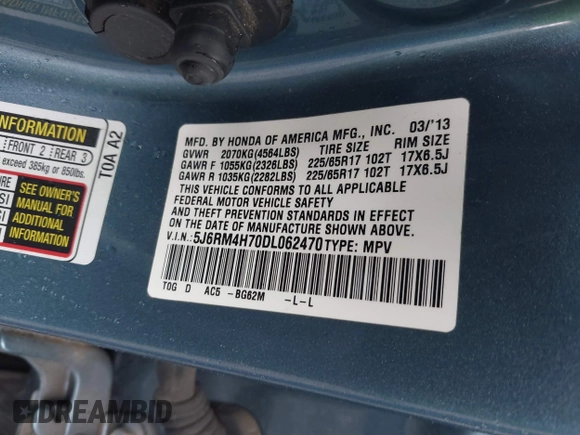 INFORMATION
FRONT 2 REAR 3
exceed 385kg or 850lbs.
SEE OWNER'S
MANUAL FOR
ADDITIONAL
INFORMATION
TOA A2
MFD. BY HONDA OF AMERICA MFG., INC. 03/'13
GVWR 2070KG(4564LBS) TIRE SIZE RIM SIZE
GAWR F 1055KG(2326LBS) 225/65R17 102T 17X6.5J
GAWR R 1035KG(2282LBS) 225/65R17 102T 17X6.5J
THIS VEHICLE CONFORMS TO ALL APPLICABLE
FEDERAL MOTOR VEHICLE SAFETY
AND THEFT PREVENTION STANDARDS IN EFFECT
ON THE DATE OF MANUFACTURE SHOWN ABOVE.
V.I.N.: 5J6RM4H70DL062470 TYPE: MPV
TOG D AC5 -BG62M -L-L
DREAMBID